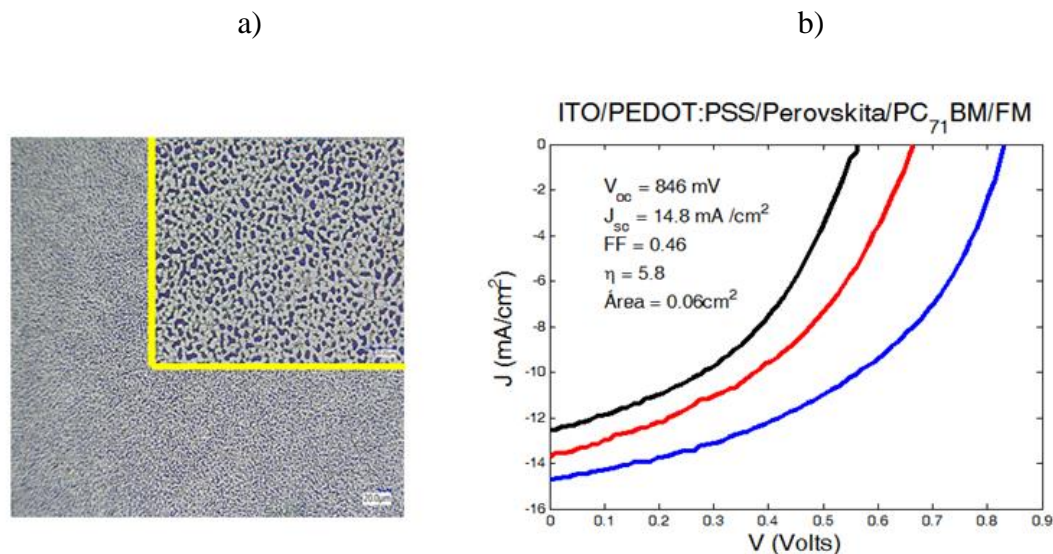 a)
b)
ITO/PEDOT:PSS/Perovskita/PC71BM/FM
Voc = 846 mV
Jsc = 14.8 mA /cm²
FF = 0.46
η = 5.8
Área = 0.06cm²
0
-2
-4
-6
-8
-10
-12
-14
-16
J (mA/cm²)
0
0.1
0.2
0.3
0.4
0.5
0.6
0.7
0.8
0.9
V (Volts)
20.0µm